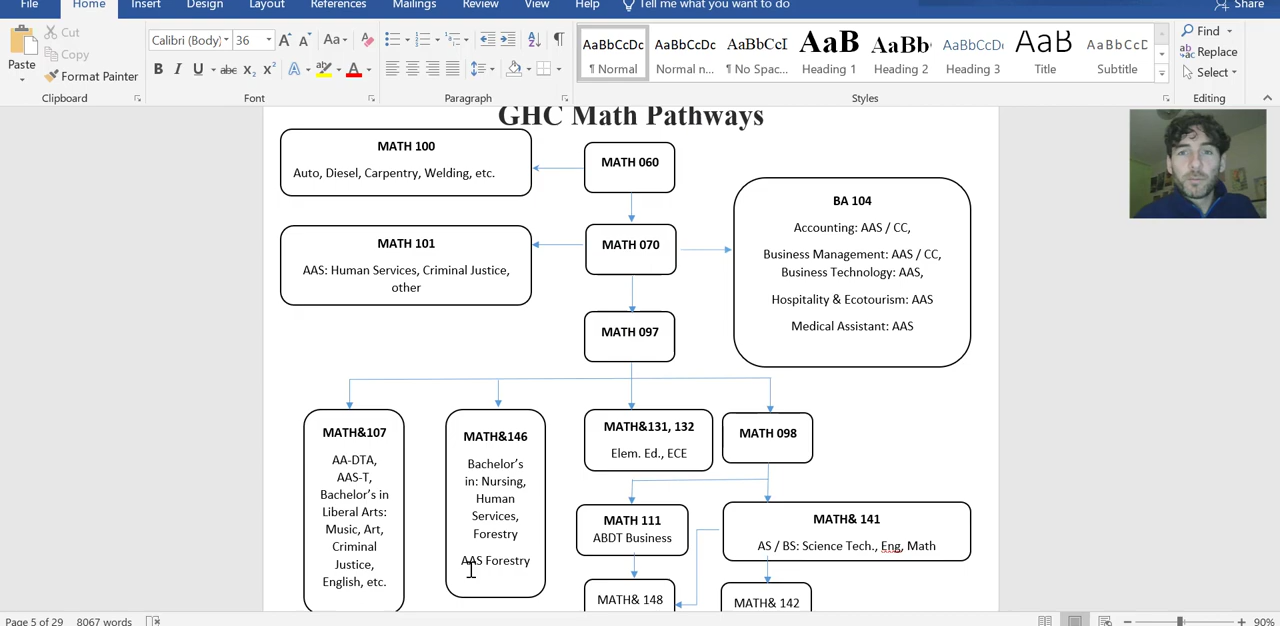 File Home Insert Design Layout References Mailings Review View Help Tell me what you want to do Share
Cut
Copy
Paste
Format Painter
Clipboard
Calibri (Body) 36
Font
Paragraph
AaBbCcDc AaBbCcDc AaBbCcI AaB AaBb AaBbCcDc AaB AaBbCcD
¶ Normal Normal n... ¶ No Spac... Heading 1 Heading 2 Heading 3 Title Subtitle
Styles
Find
Replace
Select
Editing
GHC Math Pathways
MATH 100
Auto, Diesel, Carpentry, Welding, etc.
MATH 060
MATH 101
AAS: Human Services, Criminal Justice,
other
MATH 070
BA 104
Accounting: AAS / CC,
Business Management: AAS / CC,
Business Technology: AAS,
Hospitality & Ecotourism: AAS
Medical Assistant: AAS
MATH 097
MATH&107
AA-DTA,
AAS-T,
Bachelor's in
Liberal Arts:
Music, Art,
Criminal
Justice,
English, etc.
MATH&146
Bachelor's
in: Nursing,
Human
Services,
Forestry
AAS Forestry
MATH&131, 132
Elem. Ed., ECE
MATH 098
MATH 111
ABDT Business
MATH& 141
AS / BS: Science Tech., Eng, Math
MATH& 148
MATH& 142
Page 5 of 29 8067 words
90%